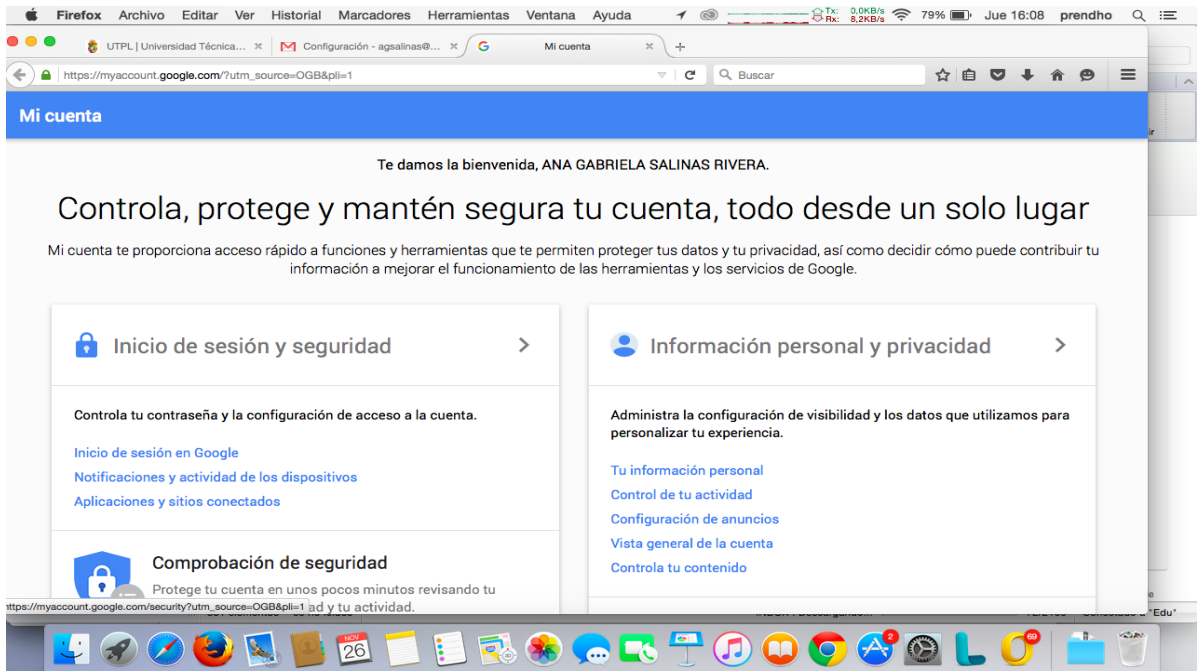 Firefox Archivo Editar Ver Historial Marcadores Herramientas Ventana Ayuda Tx: 0,0KB/s Rx: 8,2KB/s 79% Jue 16:08 prendho
UTPL | Universidad Técnica... × Configuración - agsalinas@... × Mi cuenta × +
https://myaccount.google.com/?utm_source=OGB&pli=1 Buscar
Mi cuenta
ir
Te damos la bienvenida, ANA GABRIELA SALINAS RIVERA.
Controla, protege y mantén segura tu cuenta, todo desde un solo lugar
Mi cuenta te proporciona acceso rápido a funciones y herramientas que te permiten proteger tus datos y tu privacidad, así como decidir cómo puede contribuir tu
información a mejorar el funcionamiento de las herramientas y los servicios de Google.
Inicio de sesión y seguridad
Controla tu contraseña y la configuración de acceso a la cuenta.
Inicio de sesión en Google
Notificaciones y actividad de los dispositivos
Aplicaciones y sitios conectados
Comprobación de seguridad
Protege tu cuenta en unos pocos minutos revisando tu
ad y tu actividad.
Información personal y privacidad
Administra la configuración de visibilidad y los datos que utilizamos para
personalizar tu experiencia.
Tu información personal
Control de tu actividad
Configuración de anuncios
Vista general de la cuenta
Controla tu contenido
https://myaccount.google.com/security?utm_source=OGB&pli=1
"Edu"
NOV
26
2
69